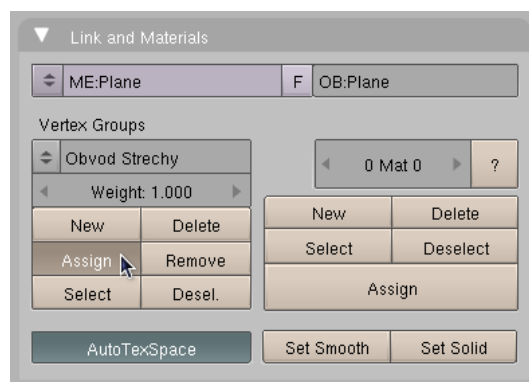 Link and Materials
ME:Plane
F
OB:Plane
Vertex Groups
Obvod Strechy
Weight: 1.000
New
Delete
Assign
Remove
Select
Desel.
0 Mat 0
?
New
Delete
Select
Deselect
Assign
AutoTexSpace
Set Smooth
Set Solid